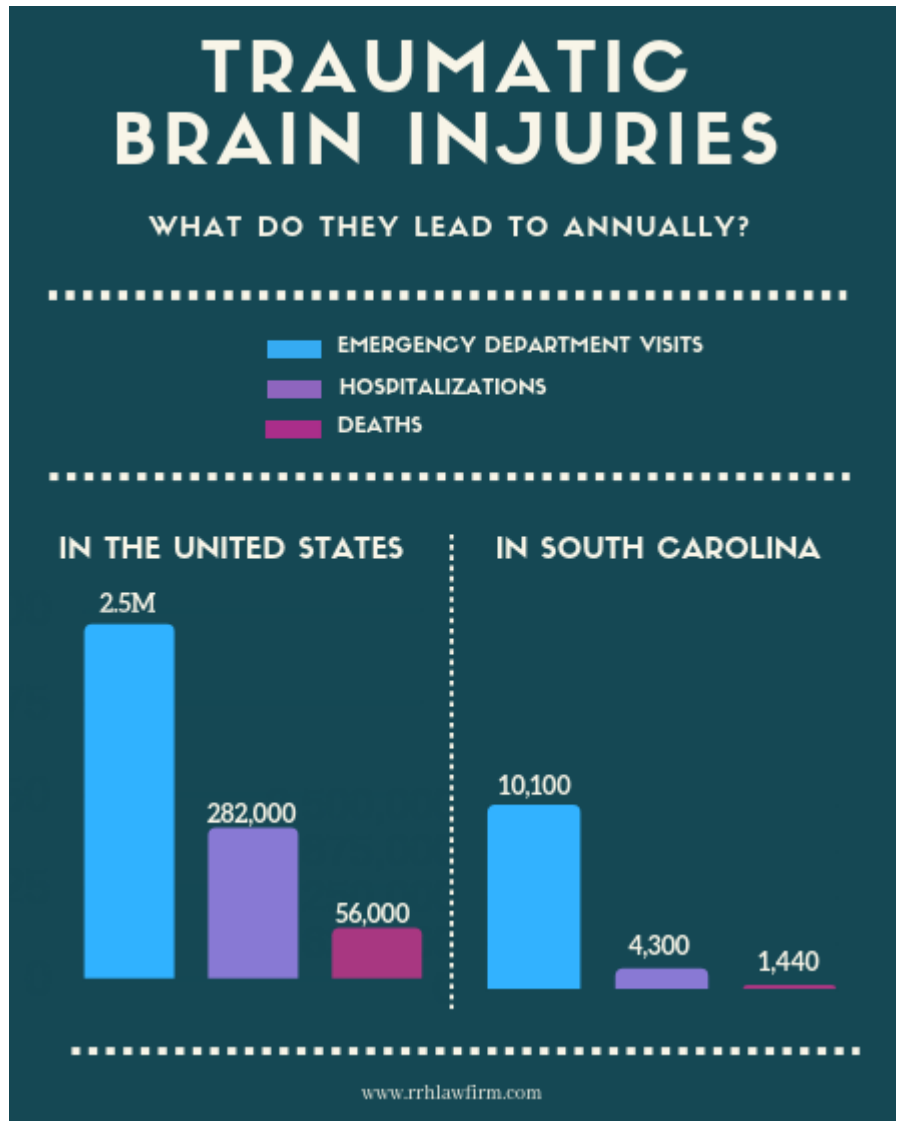 TRAUMATIC
BRAIN INJURIES
WHAT DO THEY LEAD TO ANNUALLY?
EMERGENCY DEPARTMENT VISITS
HOSPITALIZATIONS
DEATHS
IN THE UNITED STATES
2.5M
282,000
56,000
IN SOUTH CAROLINA
10,100
4,300
1,440
www.rrhlawfirm.com